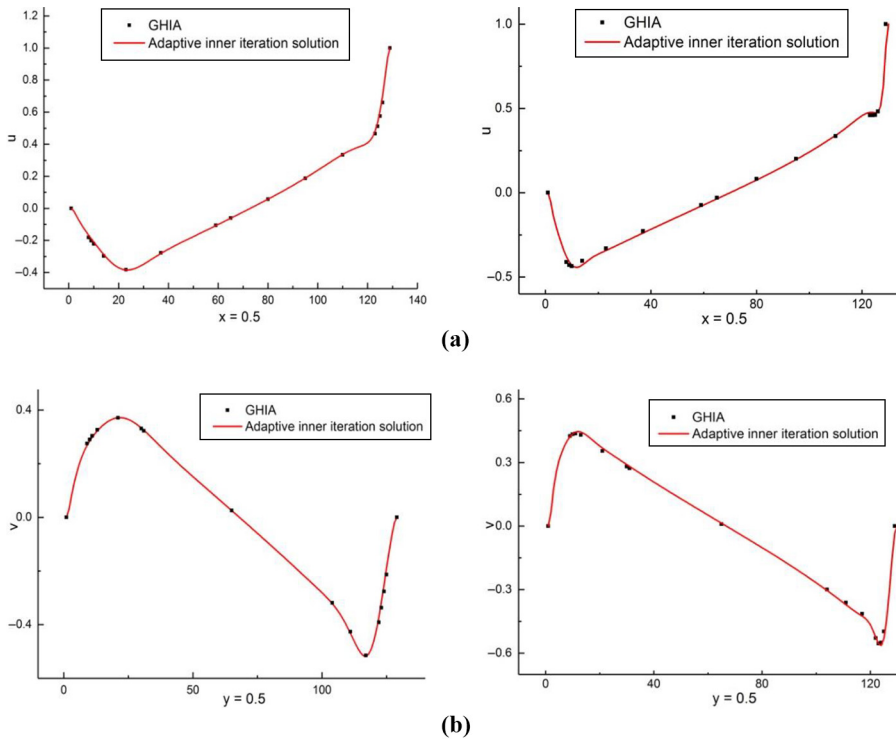 GHIA
Adaptive inner iteration solution
1.2
1.0
0.8
0.6
0.4
0.2
0.0
−0.2
−0.4
u
0
20
40
60
80
100
120
140
x = 0.5
GHIA
Adaptive inner iteration solution
1.0
0.5
0.0
−0.5
u
0
40
80
120
x = 0.5
(a)
GHIA
Adaptive inner iteration solution
0.4
0.0
−0.4
v
0
50
100
y = 0.5
GHIA
Adaptive inner iteration solution
0.6
0.3
0.0
−0.3
−0.6
v
0
40
80
120
y = 0.5
(b)